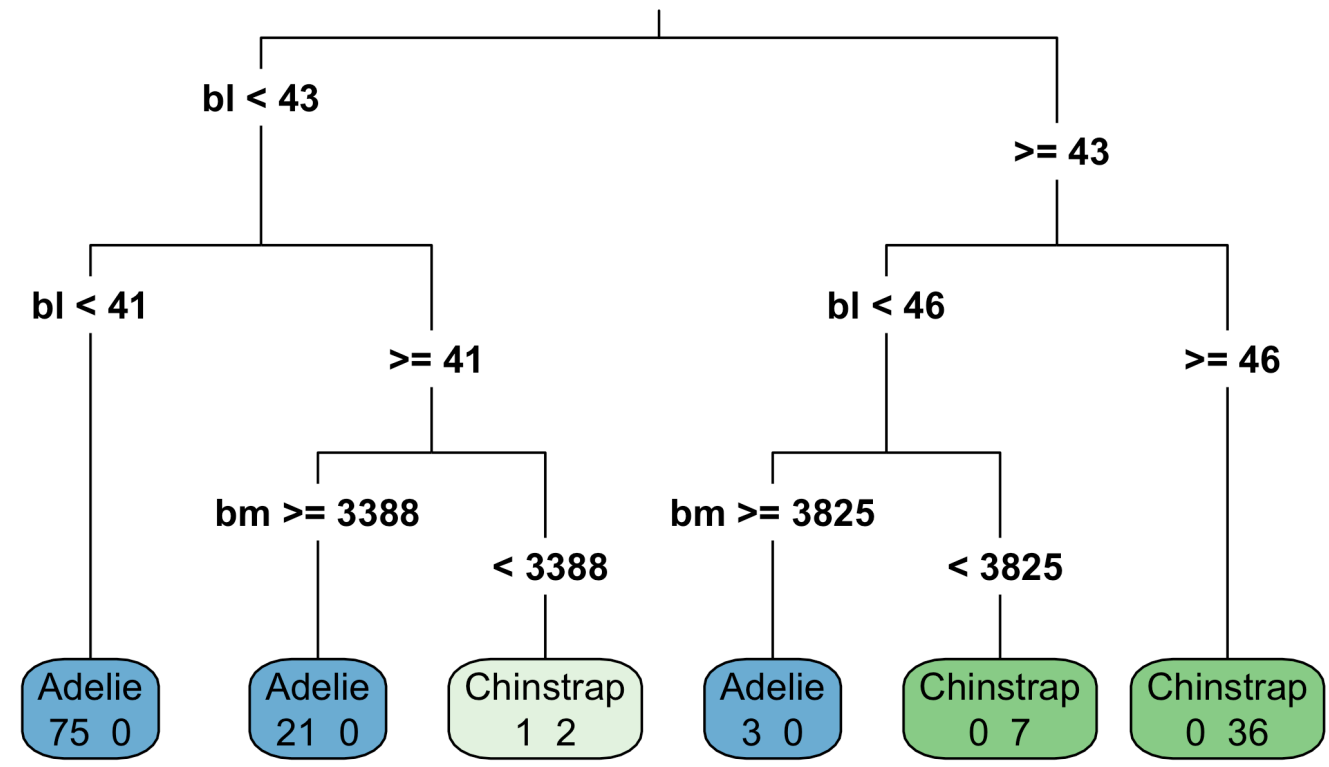 bl < 43
>= 43
bl < 41
bl < 46
>= 41
>= 46
bm >= 3388
bm >= 3825
< 3388
< 3825
Adelie
75 0
Adelie
21 0
Chinstrap
1 2
Adelie
3 0
Chinstrap
0 7
Chinstrap
0 36